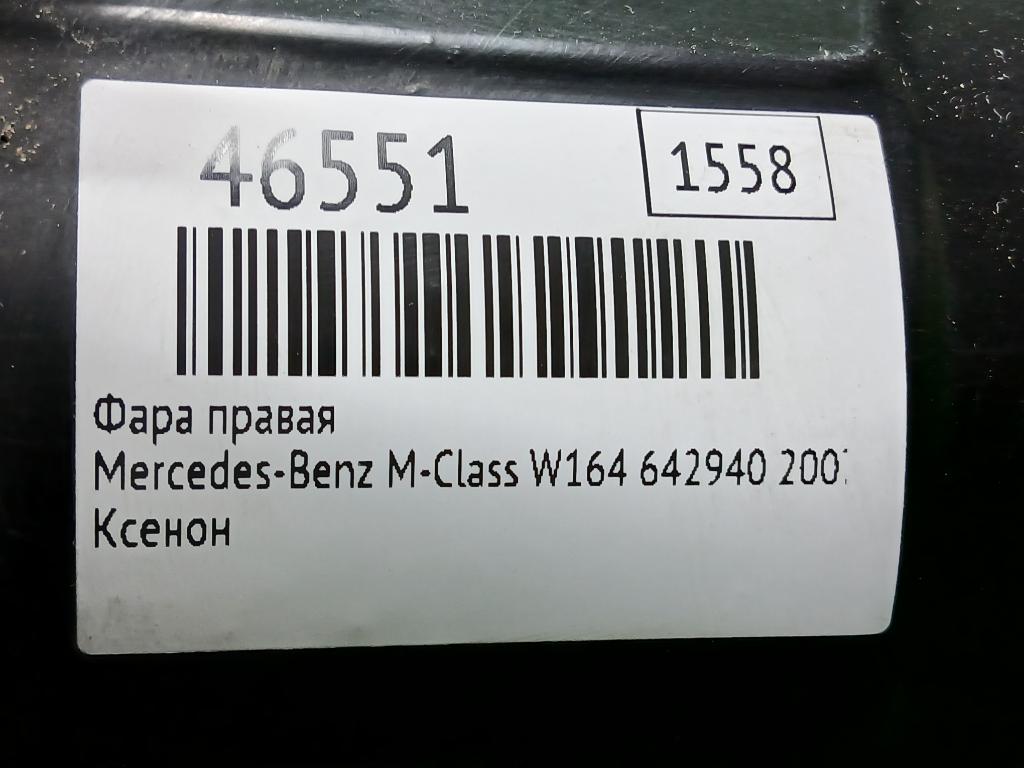 46551
1558
Фара правая
Mercedes-Benz M-Class W164 642940
Ксенон